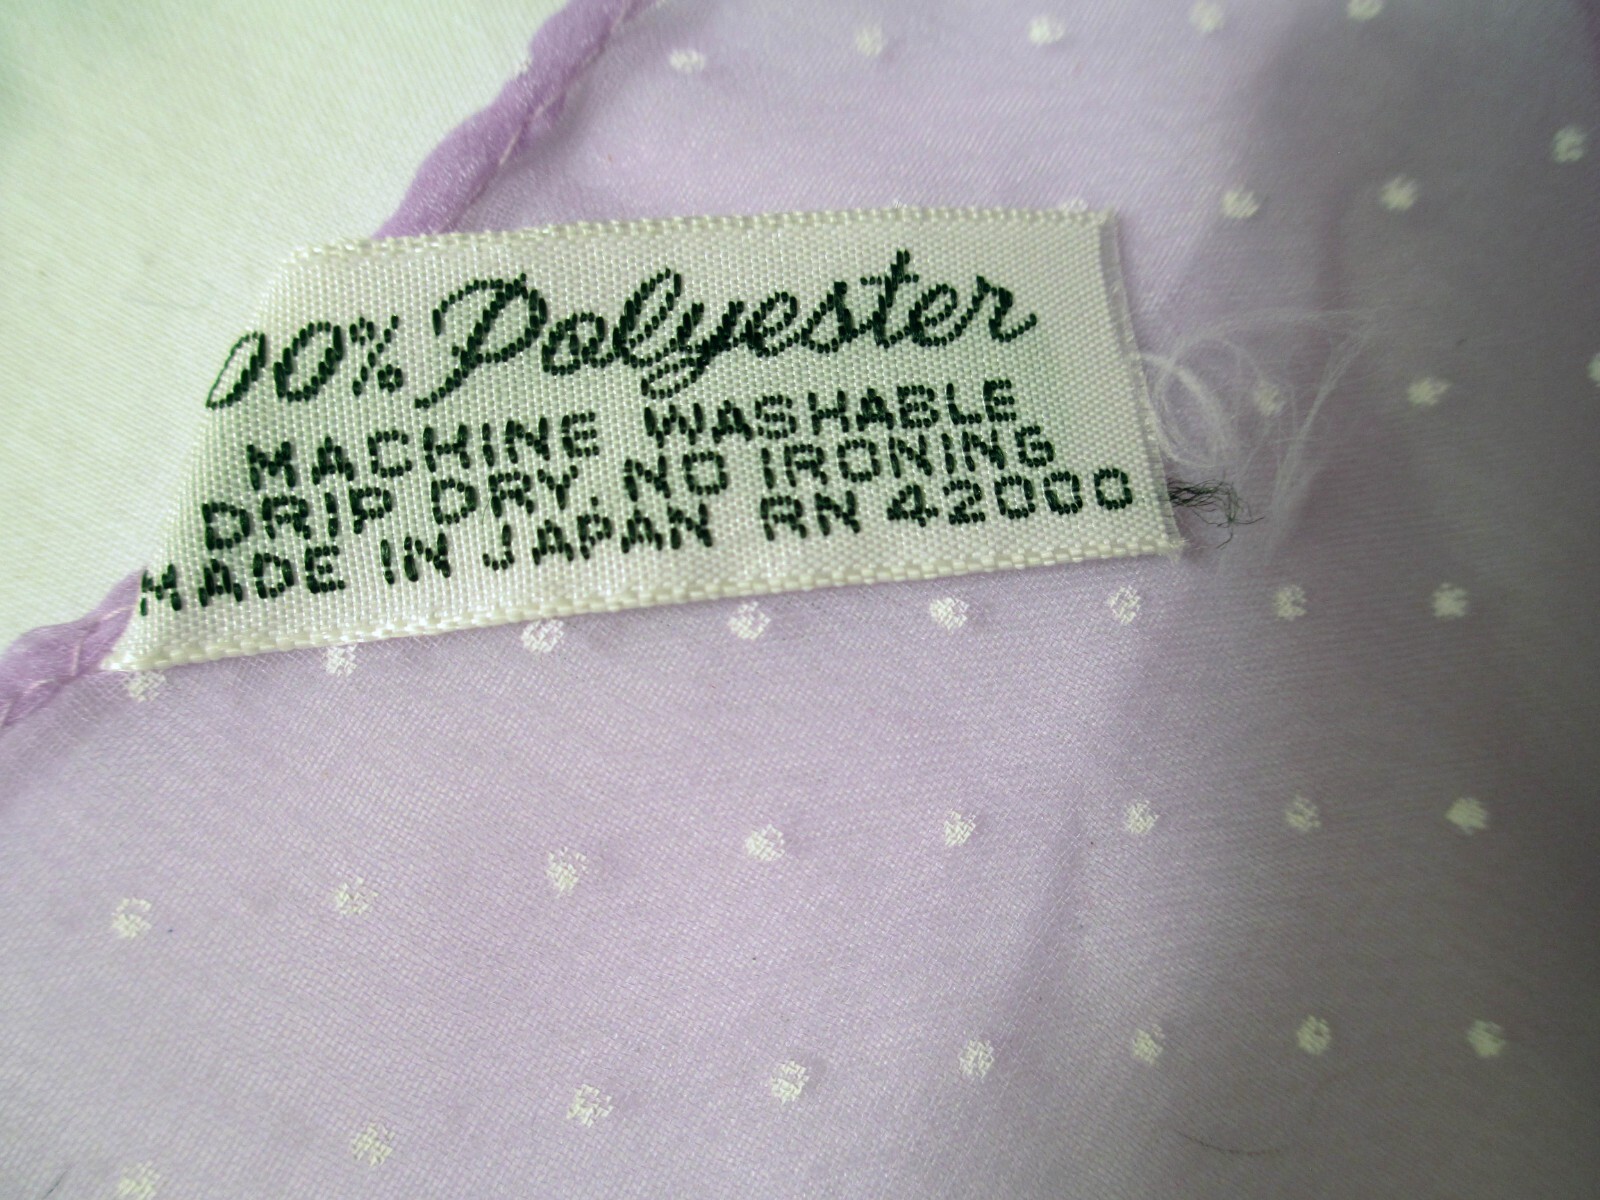 00% Polyester
MACHINE WASHABLE
DRIP DRY, NO IRONING
MADE IN JAPAN RN 42000